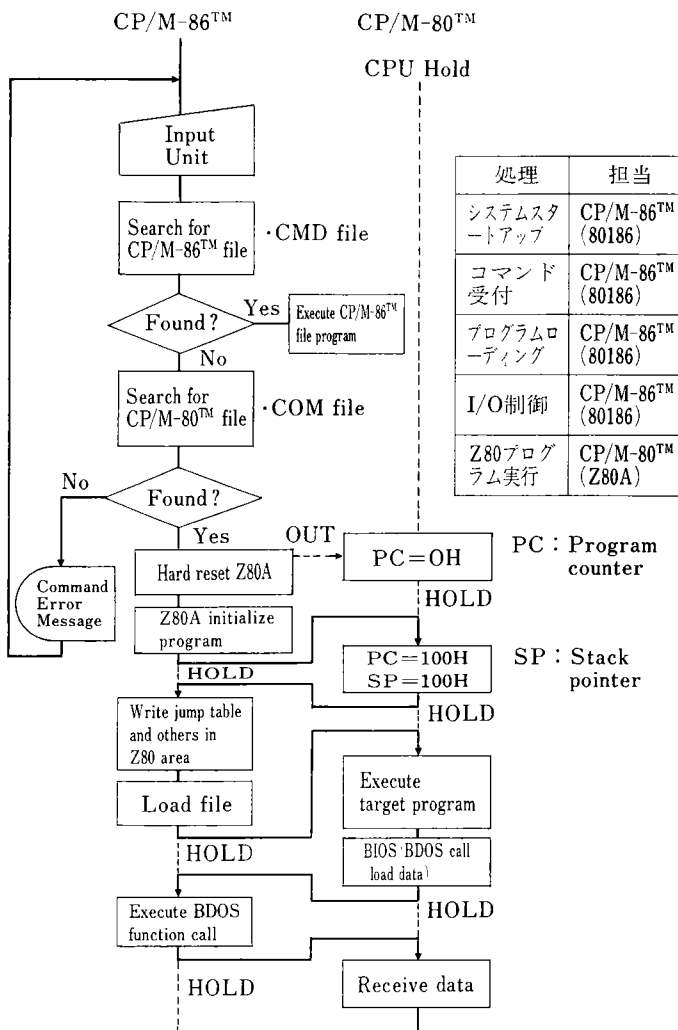 CP/M-86™
CP/M-80™
CPU Hold
Input
Unit
Search for
CP/M-86™ file
・CMD file
Found?
Yes
Execute CP/M-86™
file program
No
Search for
CP/M-80™ file
・COM file
No
Found?
Yes
Command
Error
Message
Hard reset Z80A
OUT
PC=OH
HOLD
PC：Program
counter
Z80A initialize
program
HOLD
PC=100H
SP=100H
HOLD
SP：Stack
pointer
Write jump table
and others in
Z80 area
Load file
HOLD
Execute
target program
BIOS・BDOS call
load data)
HOLD
Execute BDOS
function call
HOLD
Receive data
処理 担当
システムスタ
ートアップ
CP/M-86™
(80186)
コマンド
受付
CP/M-86™
(80186)
プログラムロ
ーディング
CP/M-86™
(80186)
I/O制御
CP/M-86™
(80186)
Z80プログ
ラム実行
CP/M-80™
(Z80A)